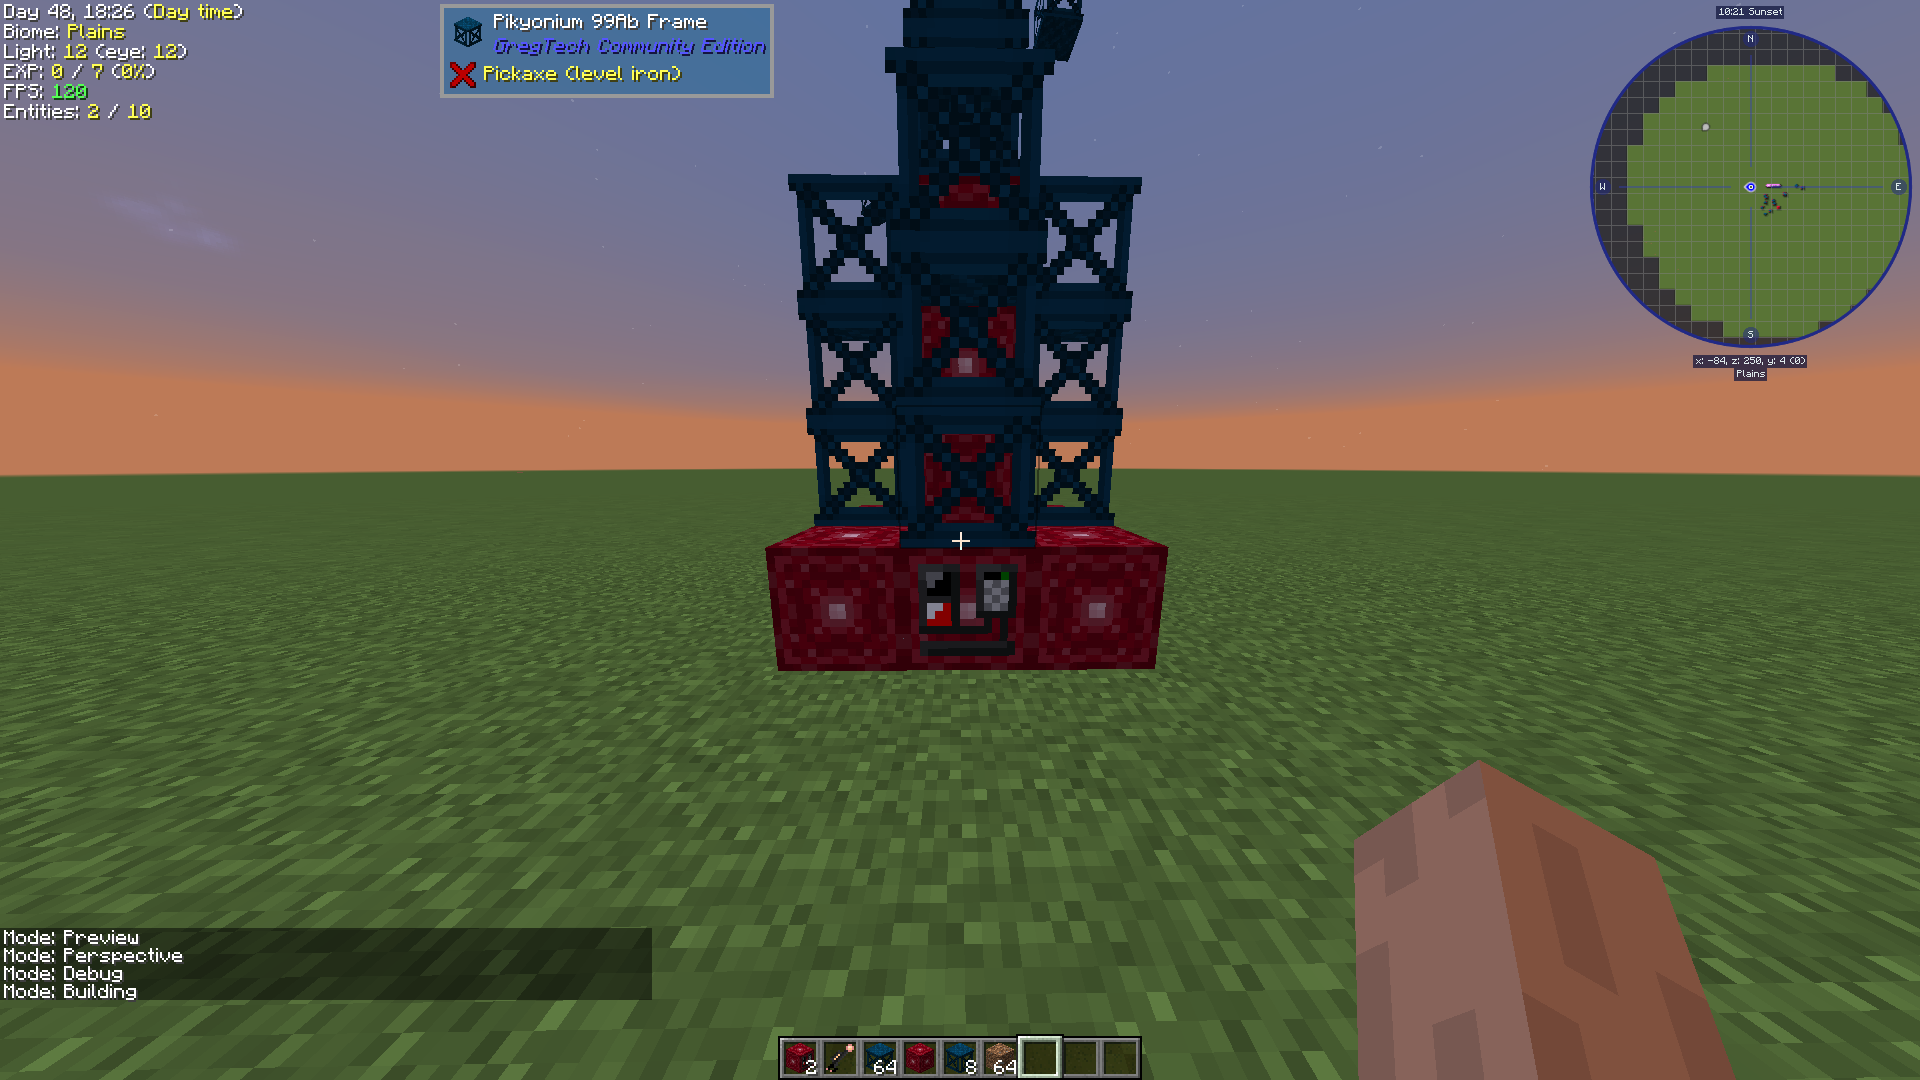 Day 48, 18:26 (Day time)
Biome: Plains
Light: 12 (eye: 12)
EXP: 0 / 7 (0%)
FPS: 120
Entities: 2 / 10
Pikyonium 99Ab Frame
GregTech Community Edition
Pickaxe (level iron)
10:21 Sunset
N
W
E
S
x: -84, z: 250, y: 4 (0)
Plains
Mode: Preview
Mode: Perspective
Mode: Debug
Mode: Building
2
64
8
64